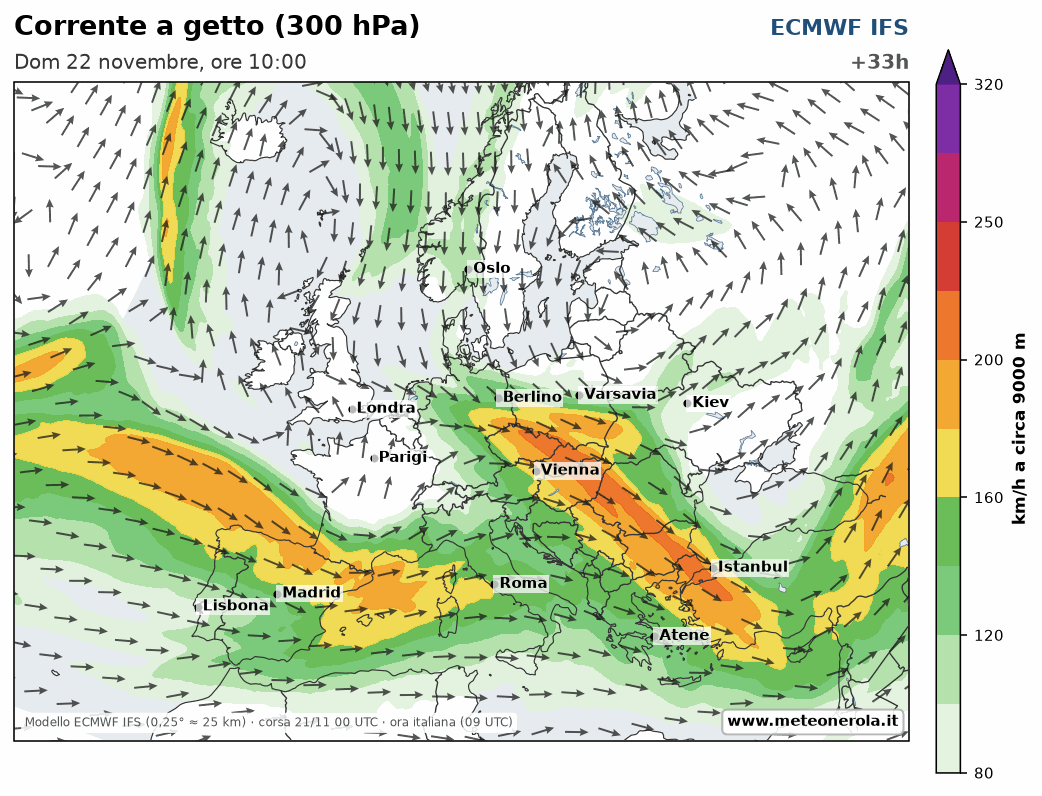 Corrente a getto (300 hPa)
ECMWF IFS
Dom 22 novembre, ore 10:00
+33h
320
250
200
160
120
80
km/h a circa 9000 m
Oslo
Berlino
Varsavia
Kiev
Londra
Parigi
Vienna
Istanbul
Roma
Madrid
Lisbona
Atene
Modello ECMWF IFS (0,25° ≈ 25 km) · corsa 21/11 00 UTC · ora italiana (09 UTC)
www.meteonerola.it